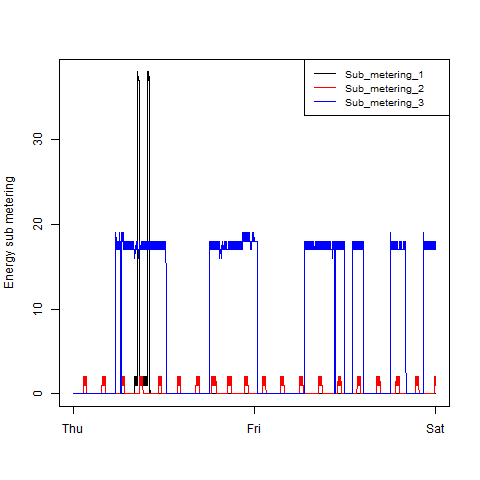 Sub_metering_1
Sub_metering_2
Sub_metering_3
Energy sub metering
30
20
10
0
Thu Fri Sat